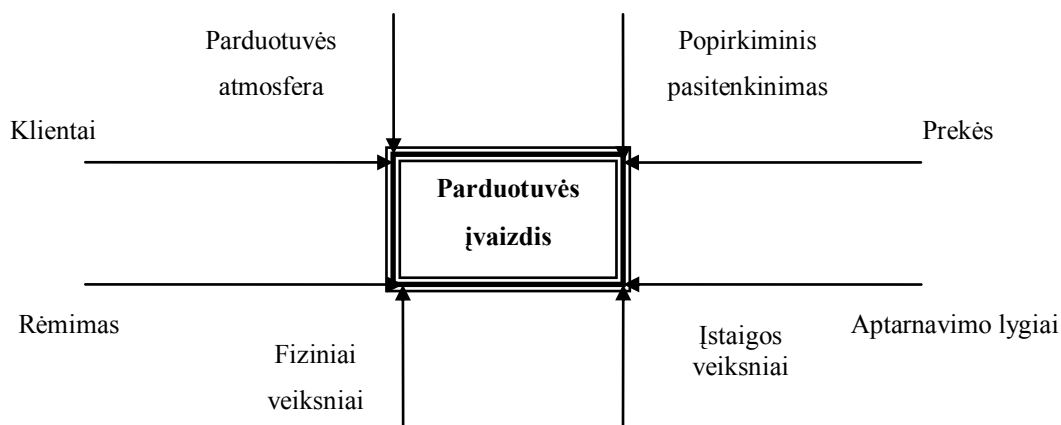 Parduotuvės
atmosfera
Popirkiminis
pasitenkinimas
Klientai
Prekės
Parduotuvės
įvaizdis
Rėmimas
Aptarnavimo lygiai
Fiziniai
veiksniai
Įstaigos
veiksniai